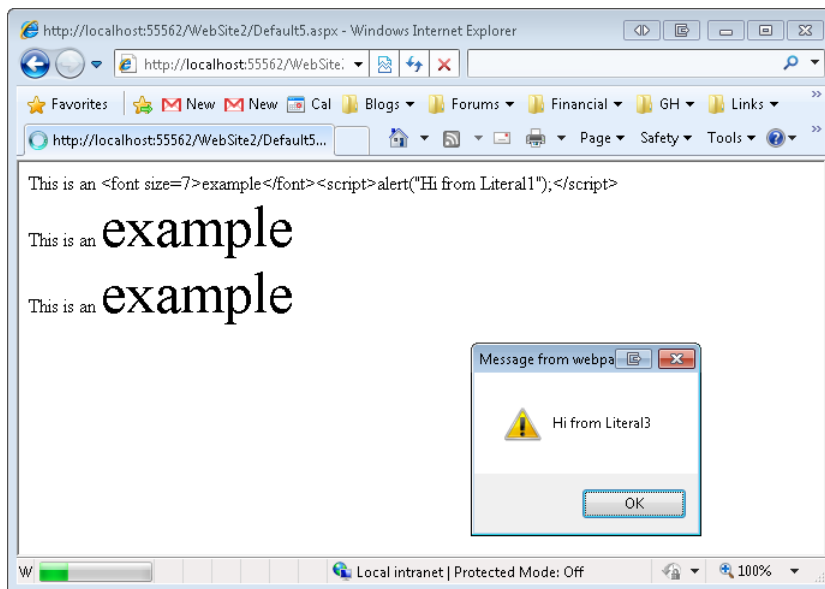 http://localhost:55562/WebSite2/Default5.aspx - Windows Internet Explorer
http://localhost:55562/WebSite2
Favorites New New Cal Blogs Forums Financial GH Links »
http://localhost:55562/WebSite2/Default5... Page Safety Tools »
This is an <font size=7>example</font><script>alert("Hi from Literal1");</script>
This is an example
This is an example
Message from webpa
Hi from Literal3
OK
W Local intranet | Protected Mode: Off 100%